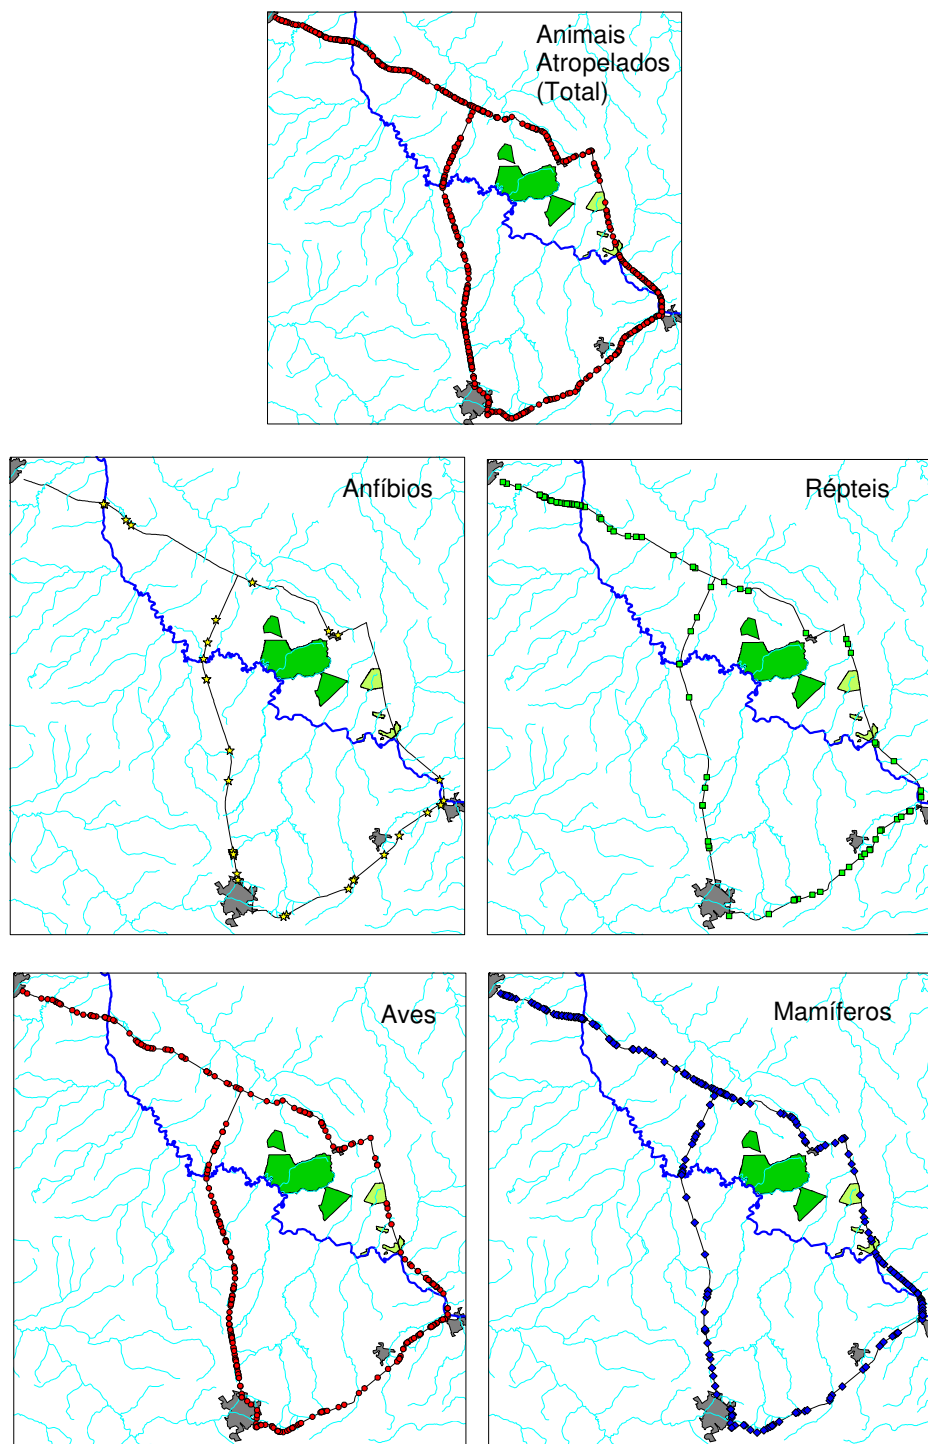 Animais
Atropelados
(Total)
Anfíbios
Répteis
Aves
Mamíferos